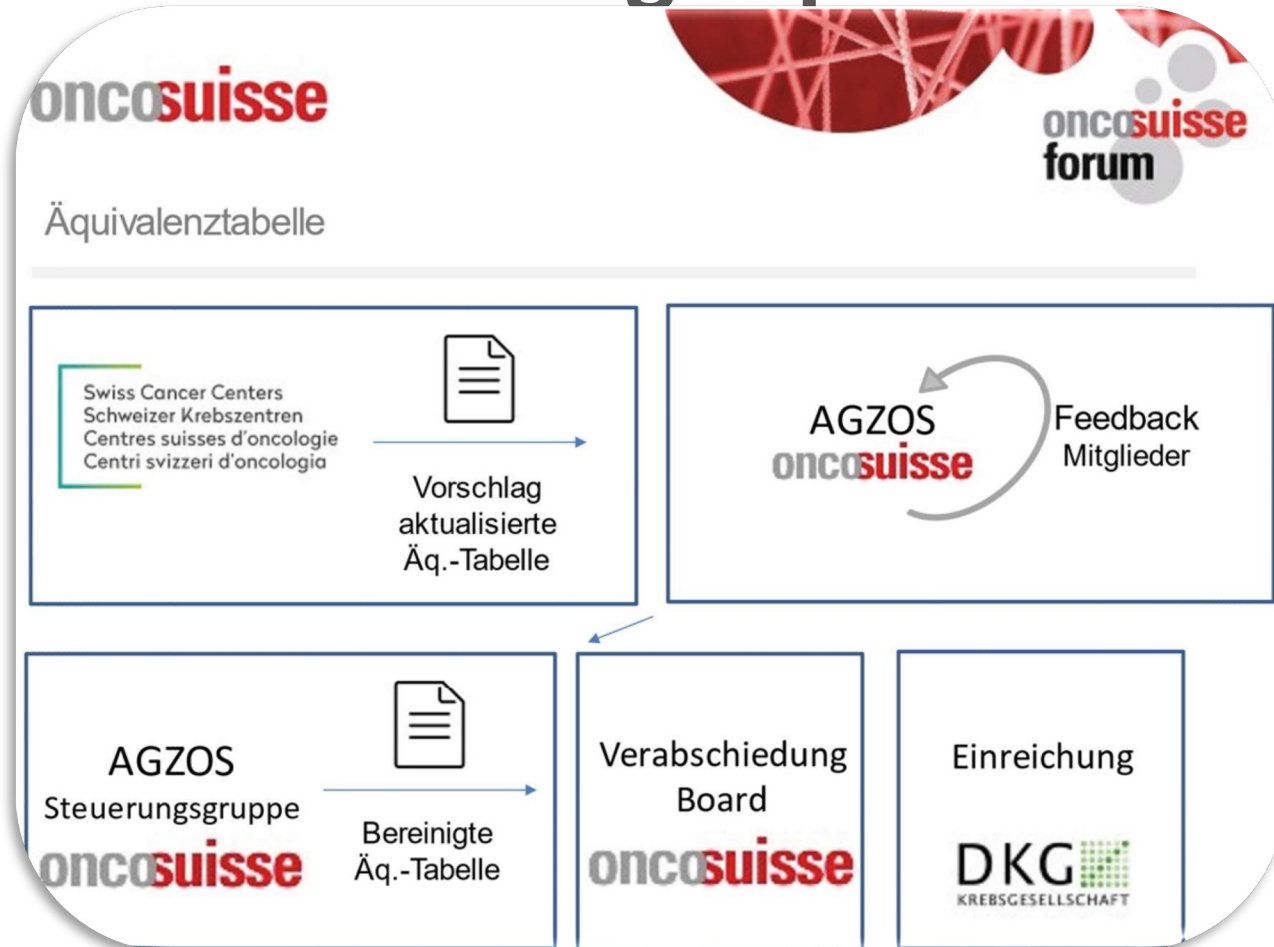 oncosuisse
oncosuisse
forum
Äquivalenztabelle
Swiss Cancer Centers
Schweizer Krebszentren
Centres suisses d'oncologie
Centri svizzeri d'oncologia
Vorschlag
aktualisierte
Äq.-Tabelle
AGZOS
oncosuisse
Feedback
Mitglieder
AGZOS
Steuerungsgruppe
oncosuisse
Bereinigte
Äq.-Tabelle
Verabschiedung
Board
oncosuisse
Einreichung
DKG
KREBSGESELLSCHAFT